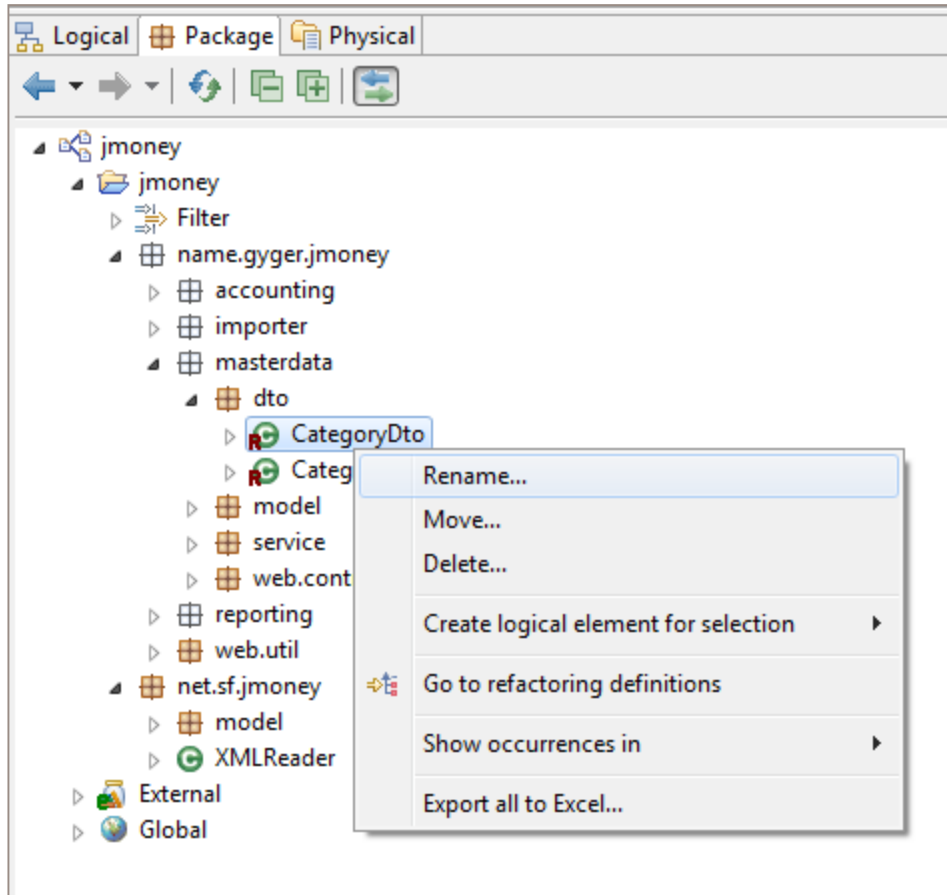 Logical Package Physical
jmoney
jmoney
Filter
name.gyger.jmoney
accounting
importer
masterdata
dto
CategoryDto
Categ
model
service
web.cont
reporting
web.util
net.sf.jmoney
model
XMLReader
External
Global
Rename...
Move...
Delete...
Create logical element for selection
Go to refactoring definitions
Show occurrences in
Export all to Excel...